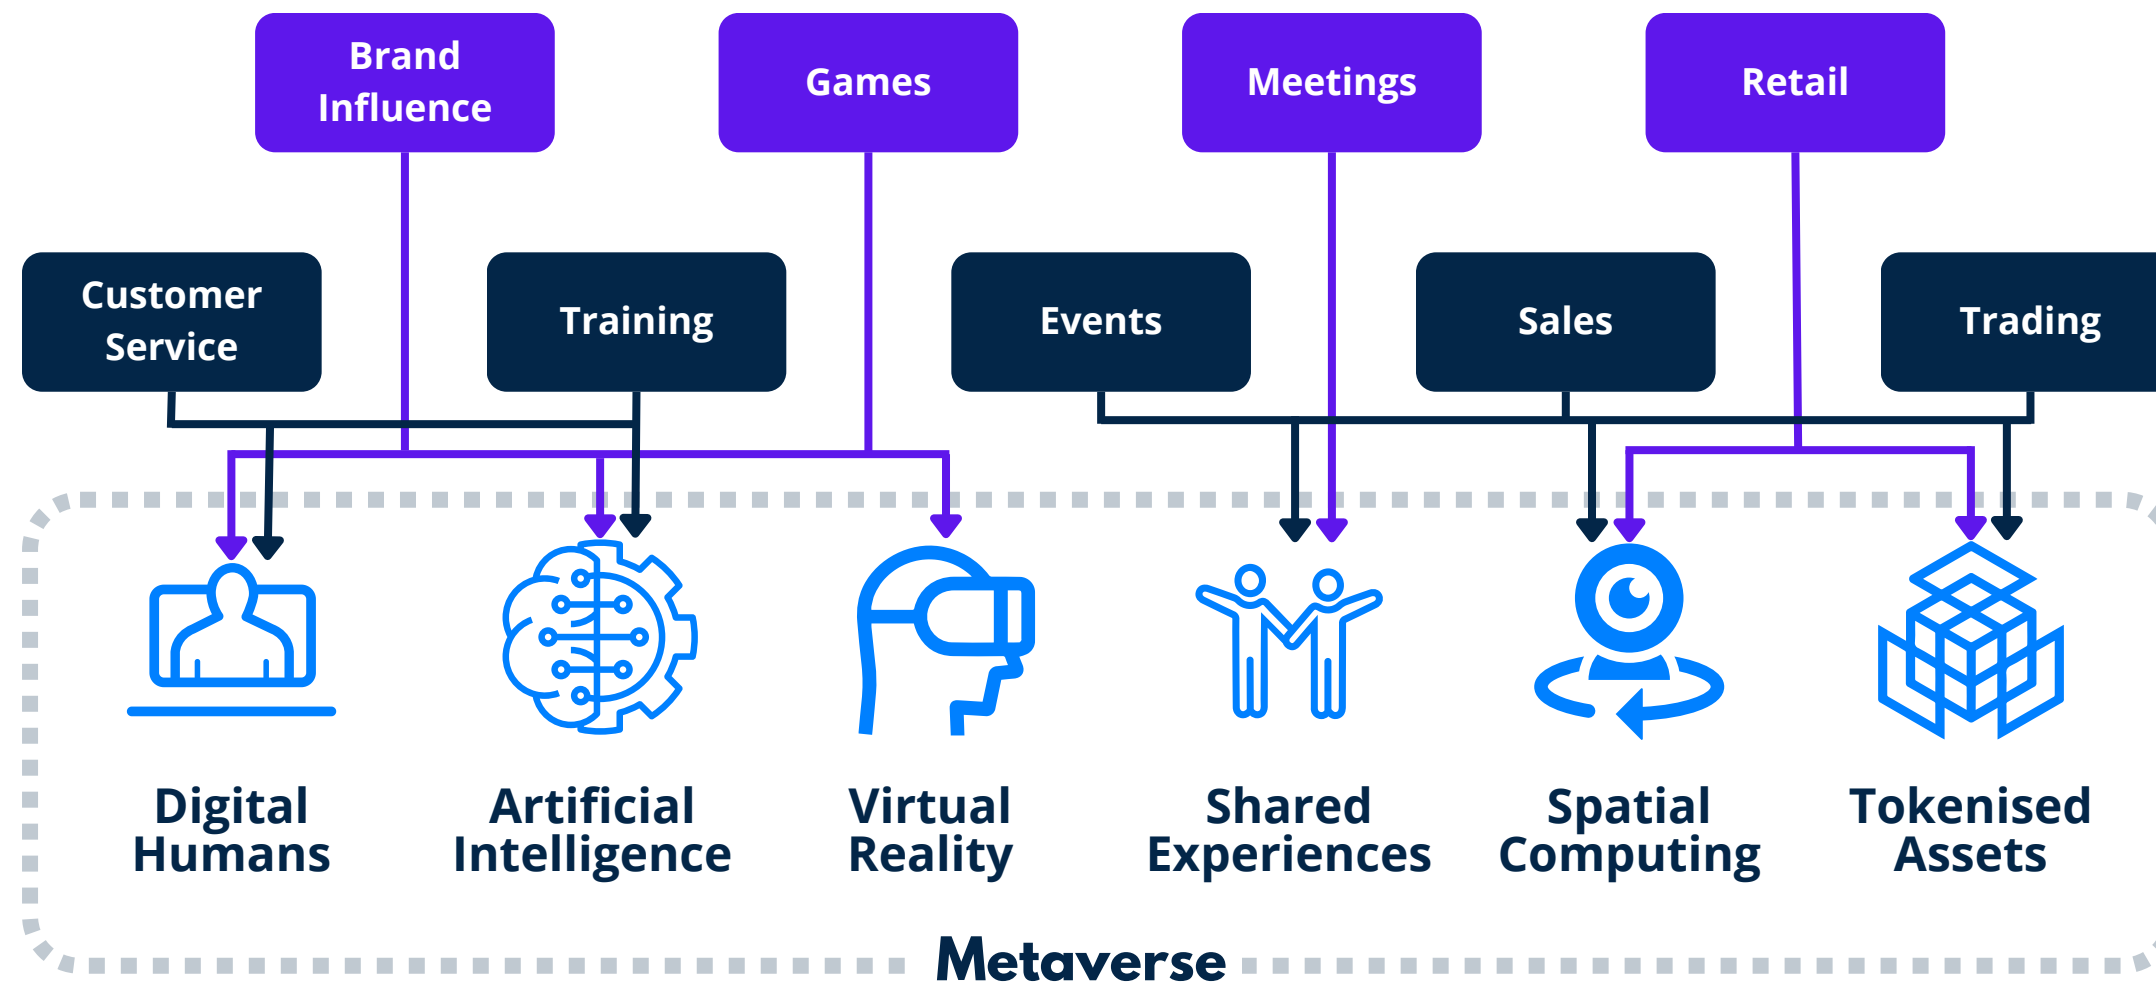 Brand
Influence
Games
Meetings
Retail
Customer
Service
Training
Events
Sales
Trading
Digital
Humans
Artificial
Intelligence
Virtual
Reality
Shared
Experiences
Spatial
Computing
Tokenised
Assets
Metaverse